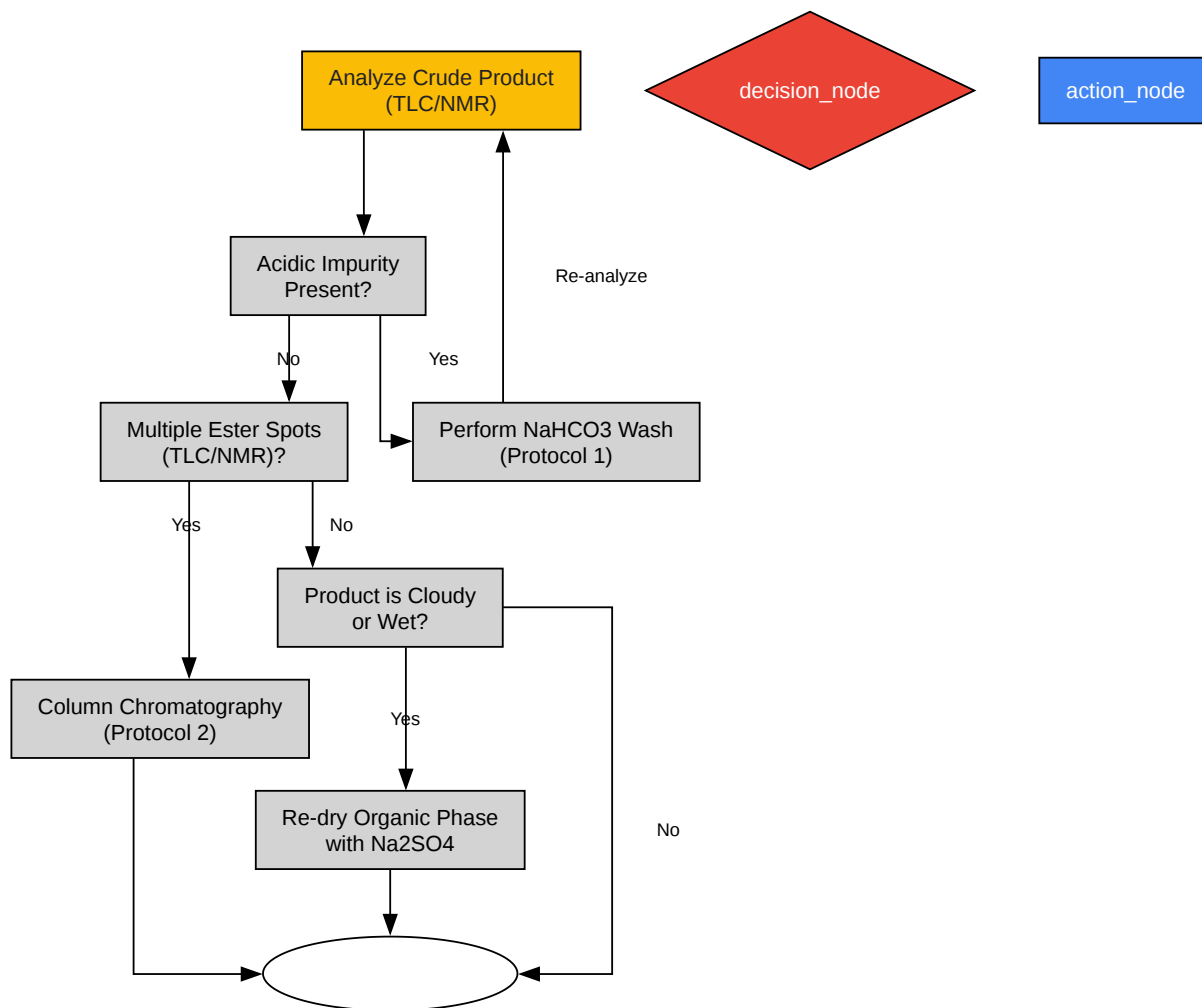 Analyze Crude Product
(TLC/NMR)
decision_node
action_node
Acidic Impurity
Present?
Re-analyze
No
Yes
Multiple Ester Spots
(TLC/NMR)?
Perform NaHCO3 Wash
(Protocol 1)
Yes
No
Product is Cloudy
or Wet?
Column Chromatography
(Protocol 2)
Yes
Re-dry Organic Phase
with Na2SO4
No